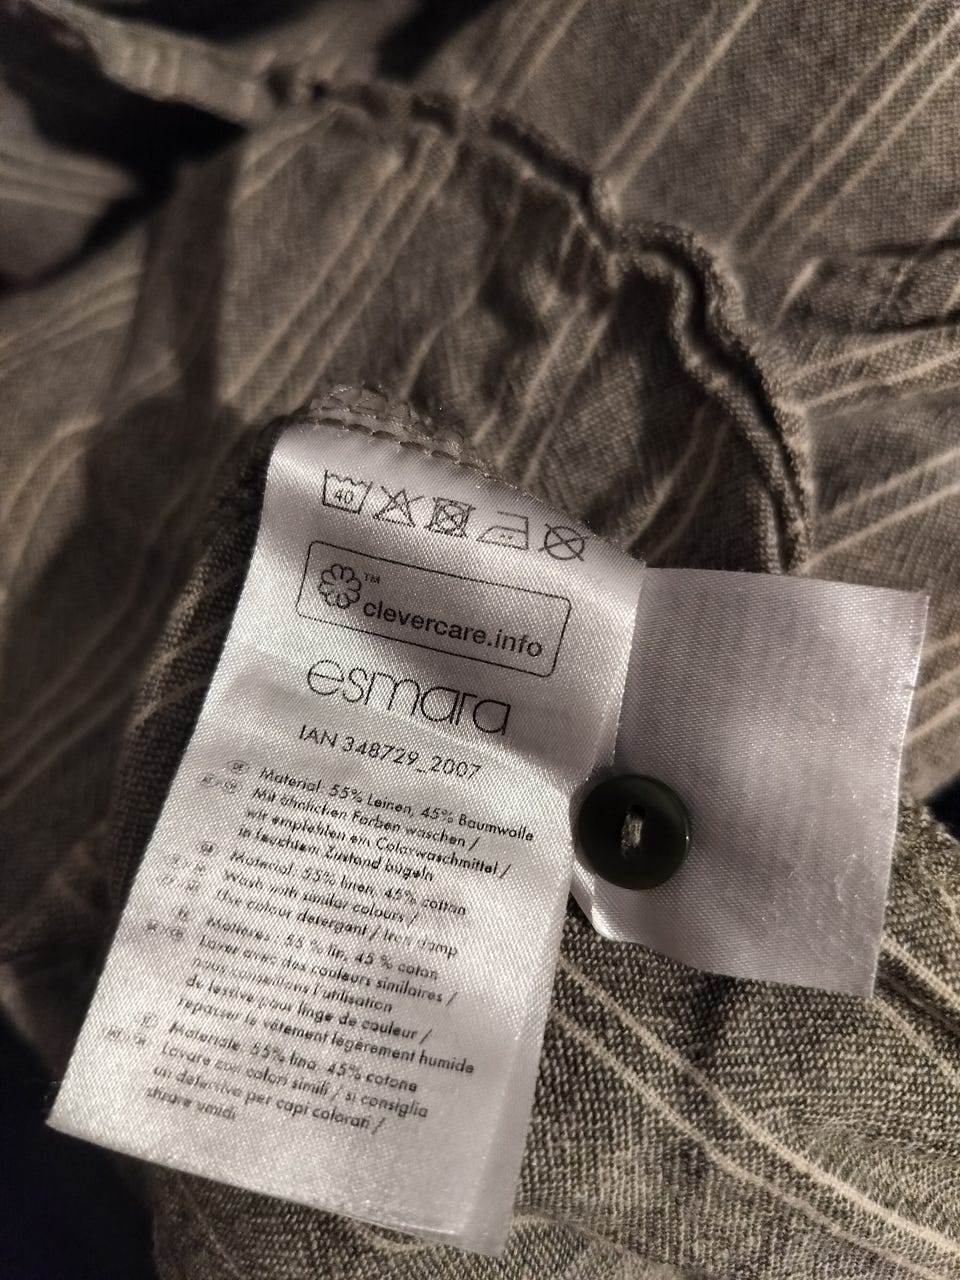 40
™
clevercare.info
esmara
IAN 348729_2007
DE
Material: 55% Leinen, 45% Baumwolle
Mit ähnlichen Farben waschen /
wir empfehlen ein Colorwaschmittel /
in feuchtem Zustand bügeln
GB
Material: 55% linen, 45% cotton
Wash with similar colours /
Use colour detergent / Iron damp
Matières : 55 % lin, 45 % coton
Laver avec des couleurs similaires /
nous conseillons l'utilisation
de lessive pour linge de couleur /
repasser le vêtement légèrement humide
Materiale: 55% lino, 45% cotone
Lavare con colori simili / si consiglia
un detersivo per capi colorati /
stirare umidi